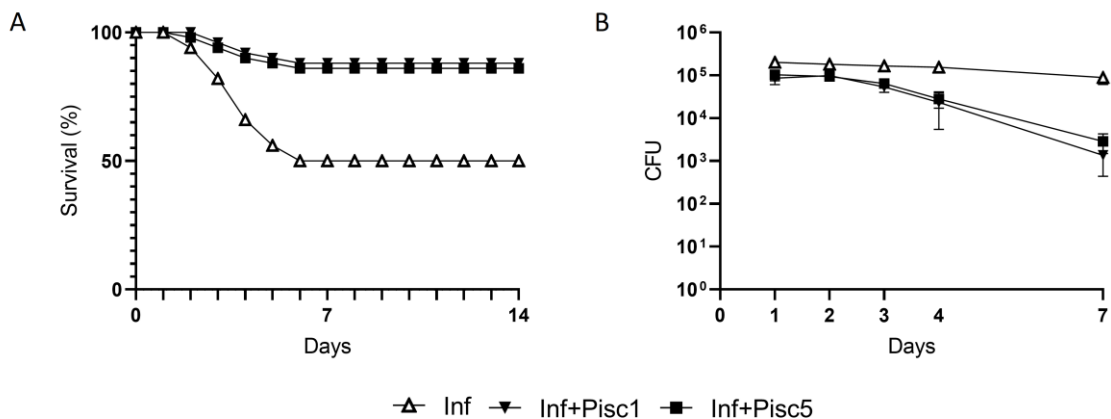 A
Survival (%)
100
50
0
0 7 14
Days
B
CFU
10⁶
10⁵
10⁴
10³
10²
10¹
10⁰
0 1 2 3 4 7
Days
Inf Inf+Pisc1 Inf+Pisc5